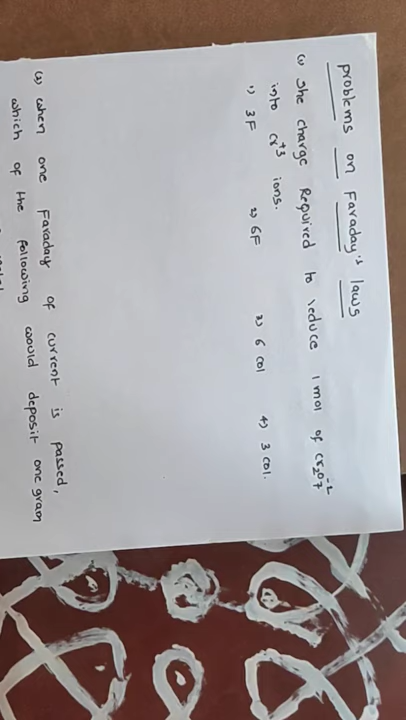 problems on Faraday's laws
(1) The charge Required to reduce 1 mol of Cr₂O₇⁻²
into Cr⁺³ ions.
1) 3F 2) 6F 3) 6 Col 4) 3 Col.
(2) When one Faraday of current is passed,
which of the following would deposit one gram